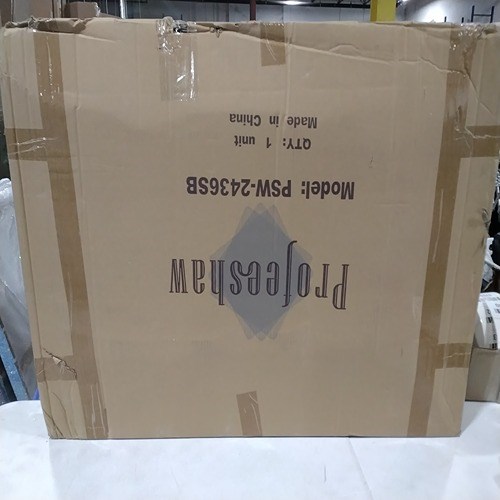 Profeeshaw
Model: PSW-2436SB
QTY: 1 unit
Made in China